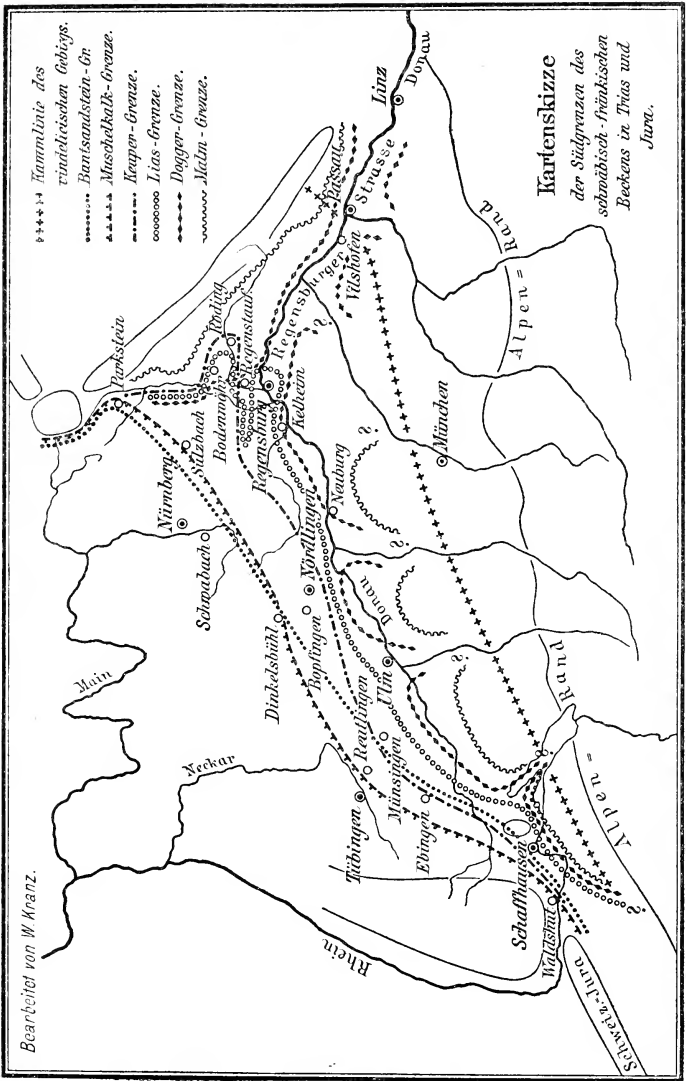 Bearbeitet von W. Kranz.
Kammlinie des
vindelicischen Gebirgs.
Buntsandstein-Gr.
Muschelkalk-Grenze.
Keuper-Grenze.
Lias-Grenze.
Dogger-Grenze.
Malm-Grenze.
Kartenskizze
der Südgrenzen des
schwäbisch-fränkischen
Beckens in Trias und
Jura.
Main
Neckar
Rhein
Parkstein
Nürnberg
Schwabach
Sulzbach
Bodenwöhr
Roding
Regenstauf
Regensburg
Kelheim
Regensburger
Strasse
Passau
Vilshofen
Linz
Donau
Dinkelsbühl
Nördlingen
Bopfingen
Neuburg
Donau
Ulm
Reutlingen
Tübingen
Münsingen
Ebingen
München
Schaffhausen
Waldshut
Schweiz. Jura
Alpen =
Rand
Alpen =
Rand
?
?
?
?
?